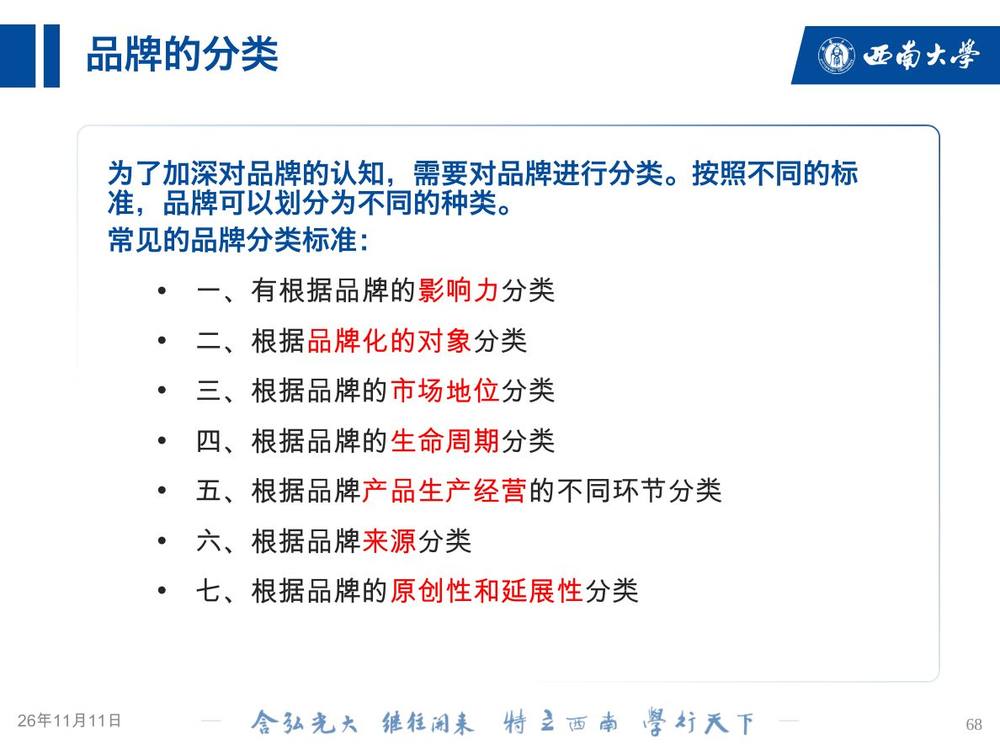 品牌的分类
西南大学
为了加深对品牌的认知，需要对品牌进行分类。按照不同的标
准，品牌可以划分为不同的种类。
常见的品牌分类标准：
• 一、有根据品牌的影响力分类
• 二、根据品牌化的对象分类
• 三、根据品牌的市场地位分类
• 四、根据品牌的生命周期分类
• 五、根据品牌产品生产经营的不同环节分类
• 六、根据品牌来源分类
• 七、根据品牌的原创性和延展性分类
26年11月11日
含弘光大 继往开来 特立西南 學行天下
68